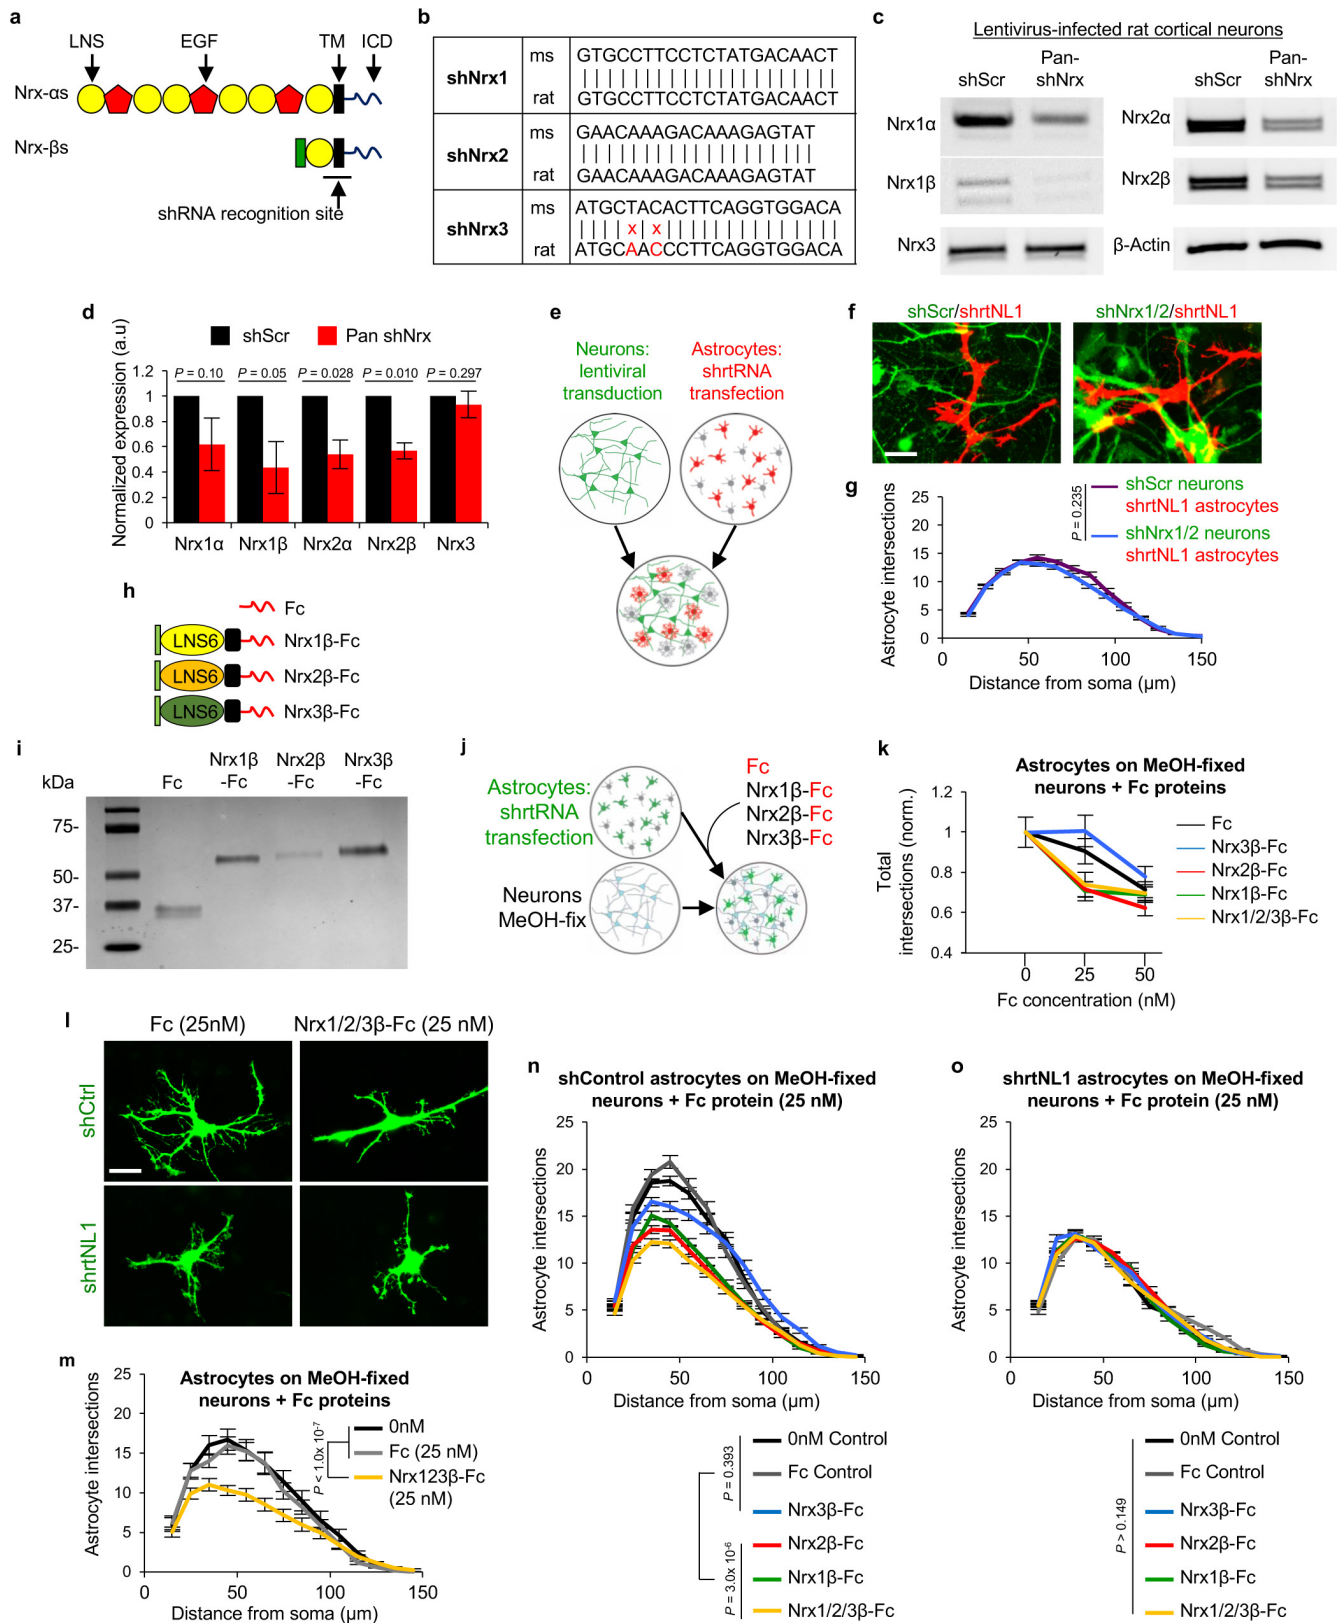 a
LNS
EGF
TM
ICD
Nrx-αs
Nrx-βs
shRNA recognition site
b
shNrx1
ms
GTGCCTTCCTCTATGACAACT
rat
GTGCCTTCCTCTATGACAACT
shNrx2
ms
GAACAAAGACAAAGAGTAT
rat
GAACAAAGACAAAGAGTAT
shNrx3
ms
ATGCTACACTTCAGGTGGACA
x x
rat
ATGCAACCCTTCAGGTGGACA
c
Lentivirus-infected rat cortical neurons
shScr
Pan-
shNrx
shScr
Pan-
shNrx
Nrx1α
Nrx2α
Nrx1β
Nrx2β
Nrx3
β-Actin
d
shScr
Pan shNrx
Normalized expression (a.u)
P = 0.10
P = 0.05
P = 0.028
P = 0.010
P = 0.297
1.2
1
0.8
0.6
0.4
0.2
0
Nrx1α
Nrx1β
Nrx2α
Nrx2β
Nrx3
e
Neurons:
lentiviral
transduction
Astrocytes:
shrtRNA
transfection
f
shScr/shrtNL1
shNrx1/2/shrtNL1
g
P = 0.235
shScr neurons
shrtNL1 astrocytes
shNrx1/2 neurons
shrtNL1 astrocytes
Astrocyte intersections
25
20
15
10
5
0
0
50
100
150
Distance from soma (µm)
h
Fc
LNS6
Nrx1β-Fc
LNS6
Nrx2β-Fc
LNS6
Nrx3β-Fc
i
kDa
Fc
Nrx1β
-Fc
Nrx2β
-Fc
Nrx3β
-Fc
75-
50-
37-
25-
j
Astrocytes:
shrtRNA
transfection
Fc
Nrx1β-Fc
Nrx2β-Fc
Nrx3β-Fc
Neurons
MeOH-fix
k
Astrocytes on MeOH-fixed
neurons + Fc proteins
Total
intersections (norm.)
1.2
1
0.8
0.6
0.4
0
25
50
Fc concentration (nM)
Fc
Nrx3β-Fc
Nrx2β-Fc
Nrx1β-Fc
Nrx1/2/3β-Fc
l
Fc (25nM)
Nrx1/2/3β-Fc (25 nM)
shCtrl
shrtNL1
m
Astrocytes on MeOH-fixed
neurons + Fc proteins
Astrocyte intersections
25
20
15
10
5
0
0
50
100
150
Distance from soma (µm)
P < 1.0x 10-7
0nM
Fc (25 nM)
Nrx123β-Fc
(25 nM)
n
shControl astrocytes on MeOH-fixed
neurons + Fc protein (25 nM)
Astrocyte intersections
25
20
15
10
5
0
0
50
100
150
Distance from soma (µm)
P = 0.393
P = 3.0x 10-6
0nM Control
Fc Control
Nrx3β-Fc
Nrx2β-Fc
Nrx1β-Fc
Nrx1/2/3β-Fc
o
shrtNL1 astrocytes on MeOH-fixed
neurons + Fc protein (25 nM)
Astrocyte intersections
25
20
15
10
5
0
0
50
100
150
Distance from soma (µm)
P > 0.149
0nM Control
Fc Control
Nrx3β-Fc
Nrx2β-Fc
Nrx1β-Fc
Nrx1/2/3β-Fc